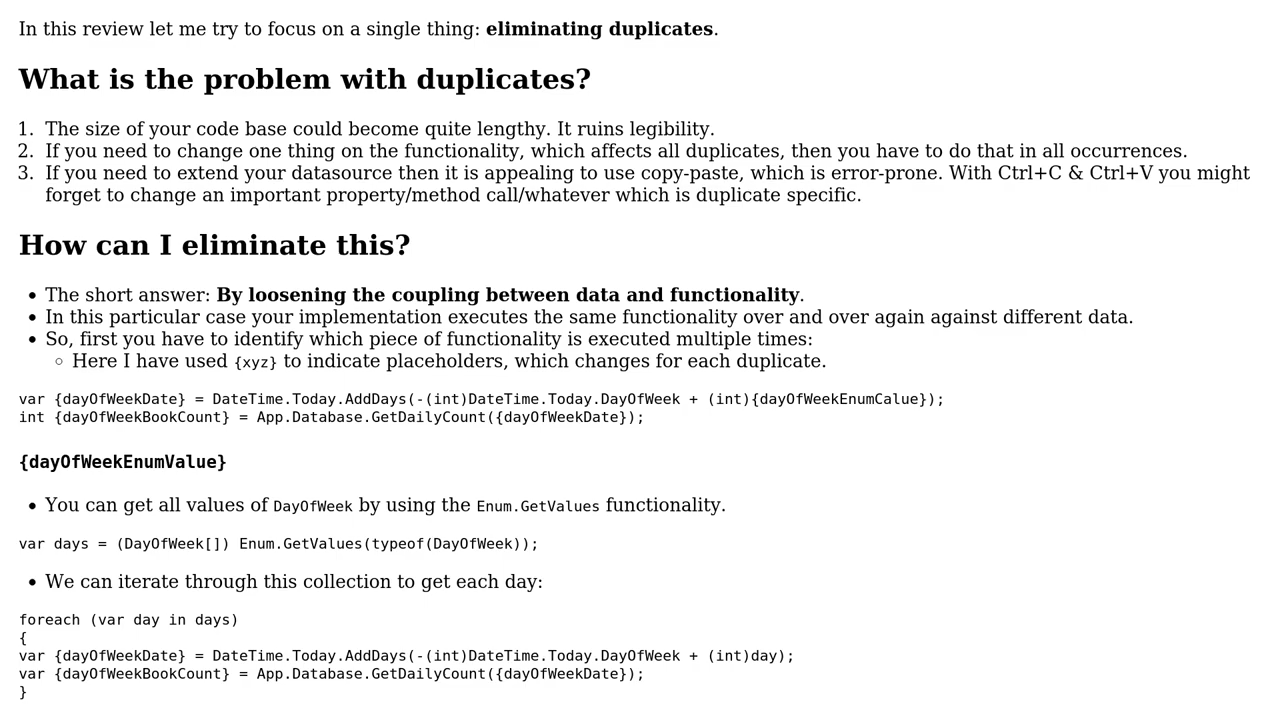 In this review let me try to focus on a single thing: eliminating duplicates.
What is the problem with duplicates?
1. The size of your code base could become quite lengthy. It ruins legibility.
2. If you need to change one thing on the functionality, which affects all duplicates, then you have to do that in all occurrences.
3. If you need to extend your datasource then it is appealing to use copy-paste, which is error-prone. With Ctrl+C & Ctrl+V you might
forget to change an important property/method call/whatever which is duplicate specific.
How can I eliminate this?
• The short answer: By loosening the coupling between data and functionality.
• In this particular case your implementation executes the same functionality over and over again against different data.
• So, first you have to identify which piece of functionality is executed multiple times:
◦ Here I have used {xyz} to indicate placeholders, which changes for each duplicate.
var {dayOfWeekDate} = DateTime.Today.AddDays(-(int)DateTime.Today.DayOfWeek + (int){dayOfWeekEnumCalue});
int {dayOfWeekBookCount} = App.Database.GetDailyCount({dayOfWeekDate});
{dayOfWeekEnumValue}
• You can get all values of DayOfWeek by using the Enum.GetValues functionality.
var days = (DayOfWeek[]) Enum.GetValues(typeof(DayOfWeek));
• We can iterate through this collection to get each day:
foreach (var day in days)
{
var {dayOfWeekDate} = DateTime.Today.AddDays(-(int)DateTime.Today.DayOfWeek + (int)day);
var {dayOfWeekBookCount} = App.Database.GetDailyCount({dayOfWeekDate});
}